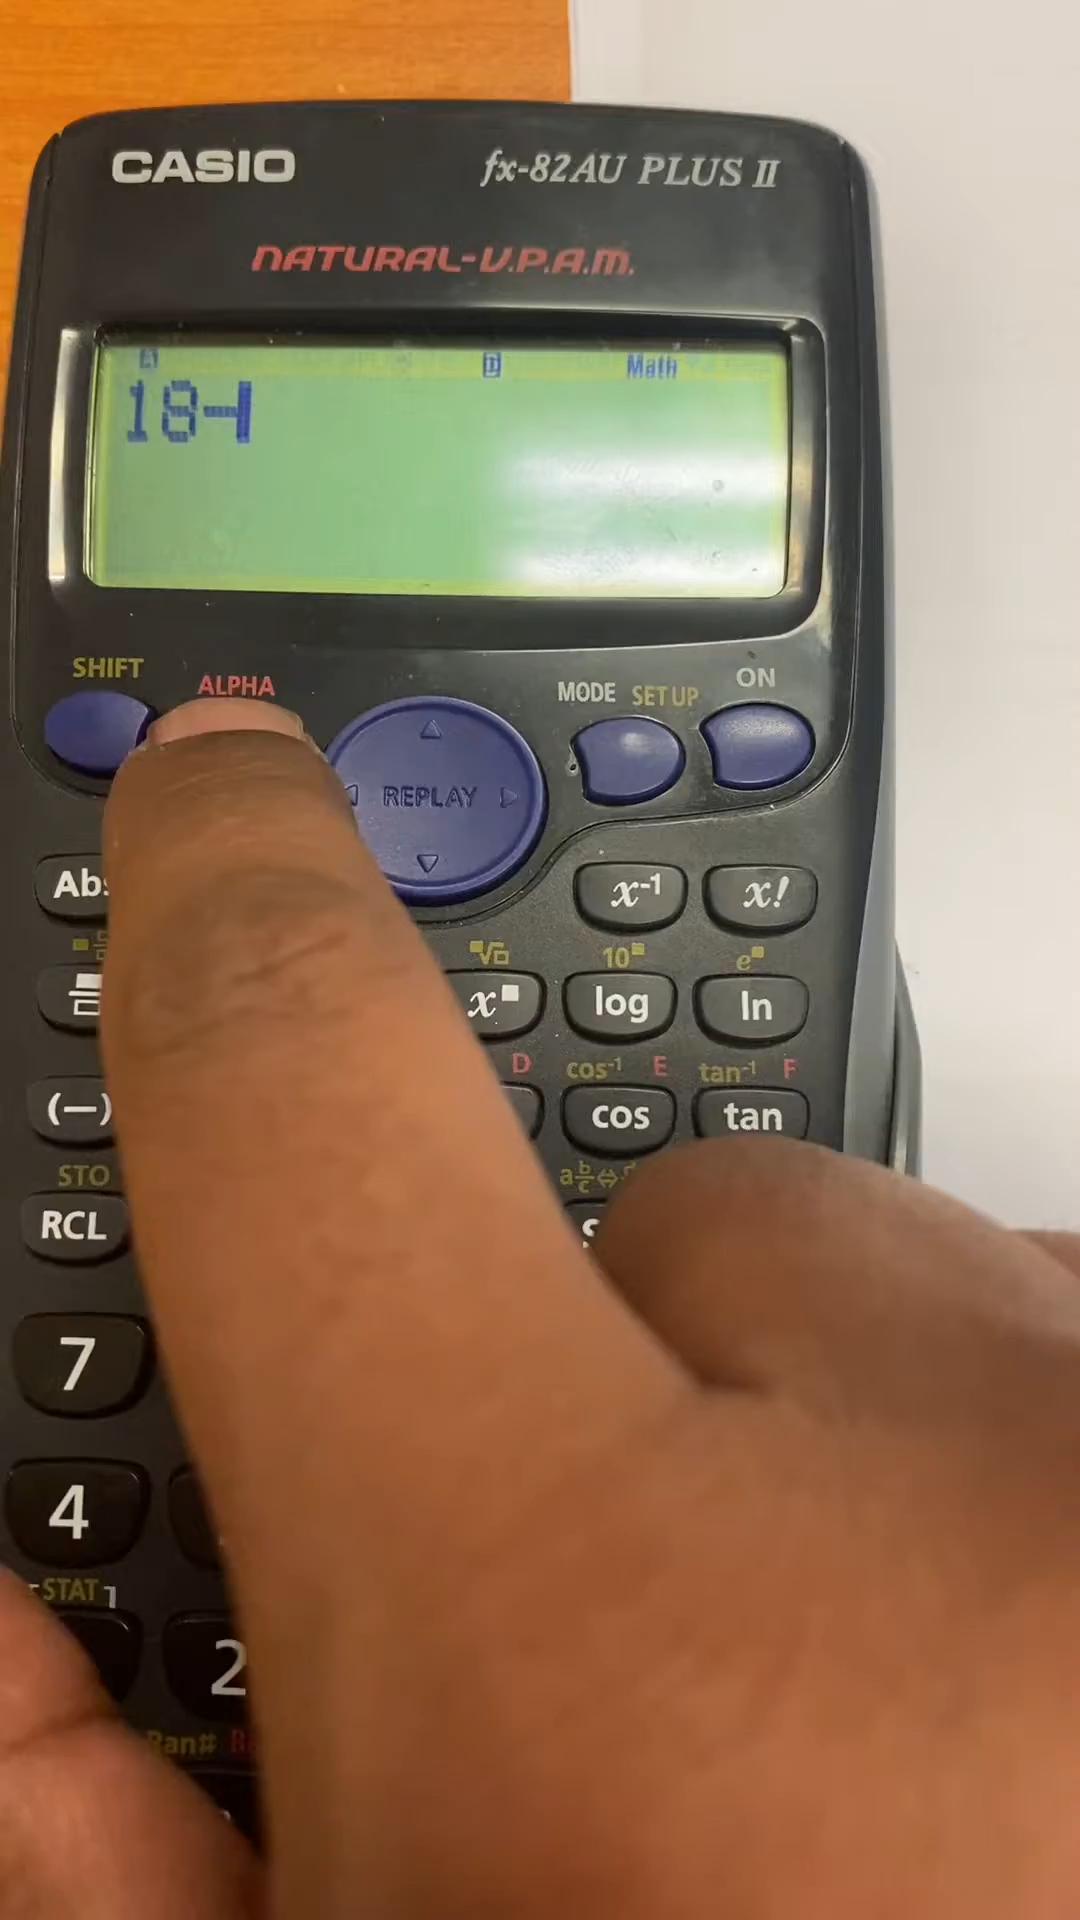 CASIO fx-82AU PLUS II
NATURAL-V.P.A.M.
A D Math
18-
SHIFT ALPHA MODE SETUP ON
REPLAY
x⁻¹ x!
■√□ 10■ e■
x■ log ln
D cos⁻¹ E tan⁻¹ F
(−) cos tan
STO
RCL
7
4
STAT
2
Ran#